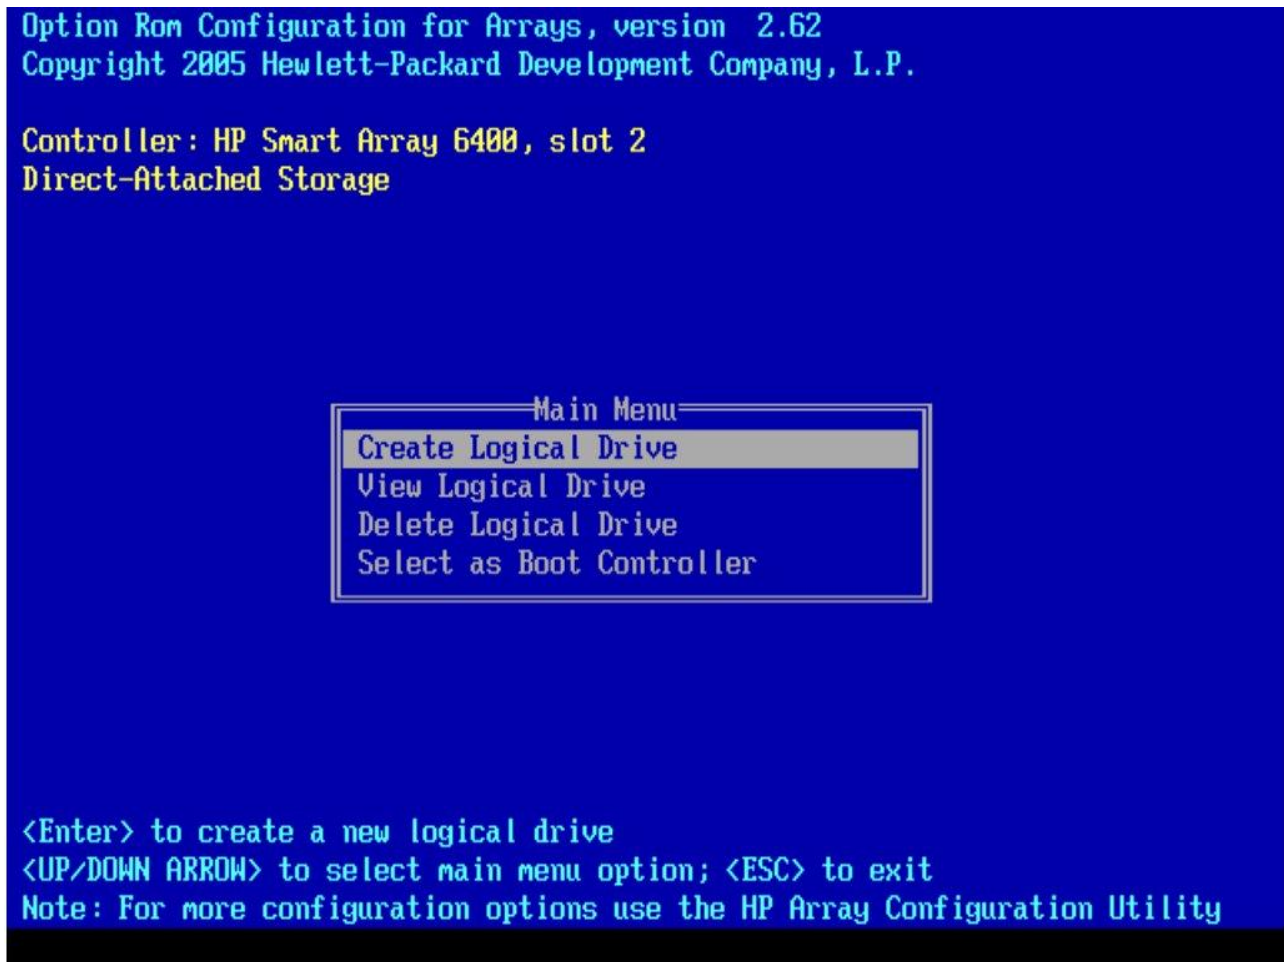 Option Rom Configuration for Arrays, version  2.62
Copyright 2005 Hewlett-Packard Development Company, L.P.
Controller: HP Smart Array 6400, slot 2
Direct-Attached Storage
Main Menu
Create Logical Drive
View Logical Drive
Delete Logical Drive
Select as Boot Controller
<Enter> to create a new logical drive
<UP/DOWN ARROW> to select main menu option; <ESC> to exit
Note: For more configuration options use the HP Array Configuration Utility